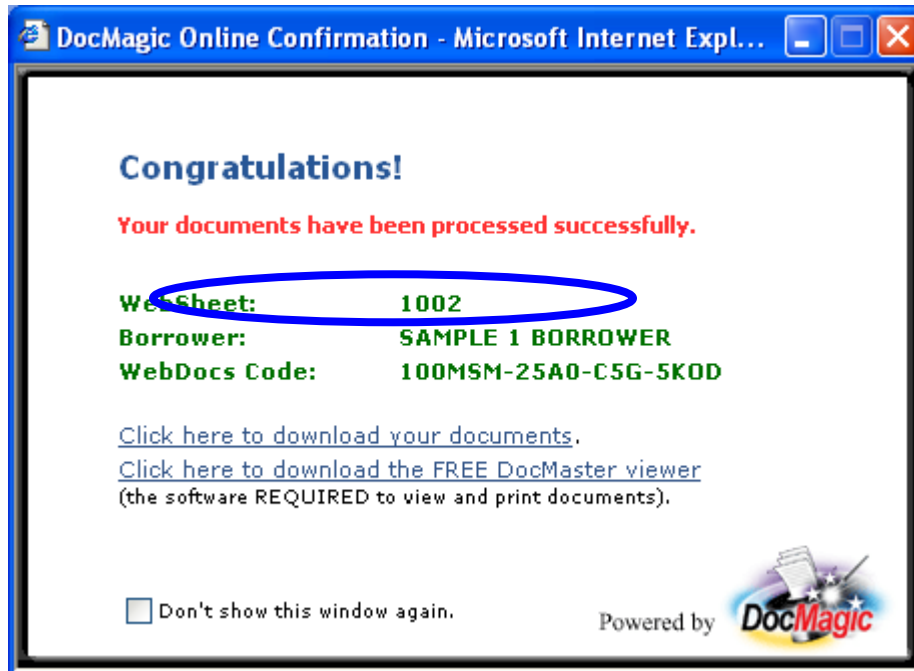 DocMagic Online Confirmation - Microsoft Internet Expl...
Congratulations!
Your documents have been processed successfully.
WebSheet: 1002
Borrower: SAMPLE 1 BORROWER
WebDocs Code: 100MSM-25A0-C5G-5KOD
Click here to download your documents.
Click here to download the FREE DocMaster viewer
(the software REQUIRED to view and print documents).
Don't show this window again.
Powered by DocMagic